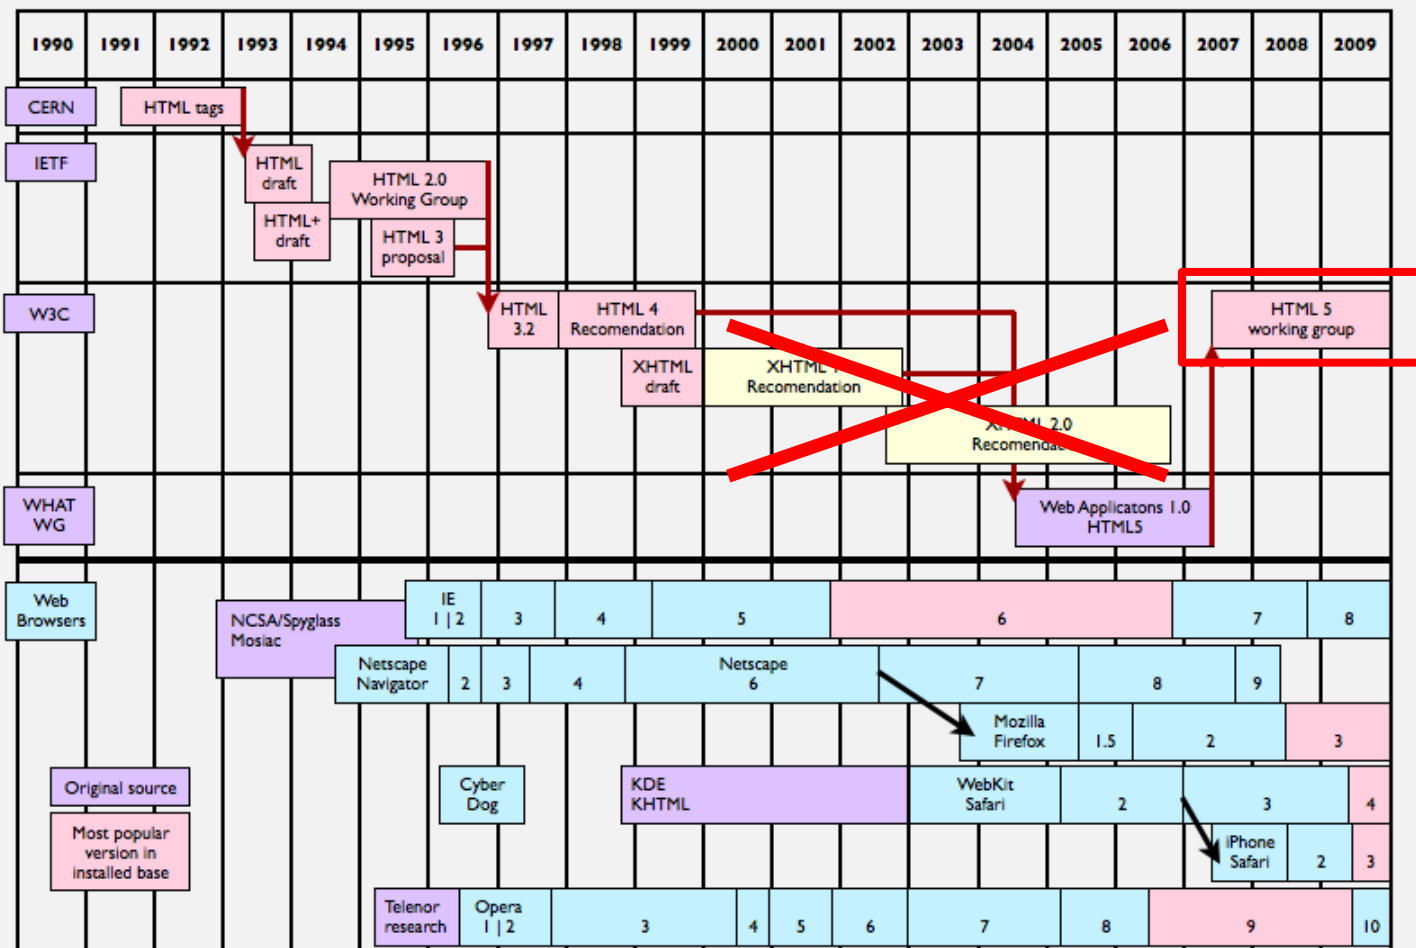 1990 1991 1992 1993 1994 1995 1996 1997 1998 1999 2000 2001 2002 2003 2004 2005 2006 2007 2008 2009
CERN
HTML tags
IETF
HTML
draft
HTML 2.0
Working Group
HTML+
draft
HTML 3
proposal
W3C
HTML
3.2
HTML 4
Recomendation
HTML 5
working group
XHTML
draft
XHTML
Recomendation
2.0
WHAT
WG
Web Applicatons 1.0
HTML5
Web
Browsers
NCSA/Spyglass
Mosiac
IE
1 | 2
3
4
5
6
7
8
Netscape
Navigator
2
3
4
Netscape
6
7
8
9
Mozilla
Firefox
1.5
2
3
Original source
Most popular
version in
installed base
Cyber
Dog
KDE
KHTML
WebKit
Safari
2
3
4
iPhone
Safari
2
3
Telenor
research
Opera
1 | 2
3
4
5
6
7
8
9
10